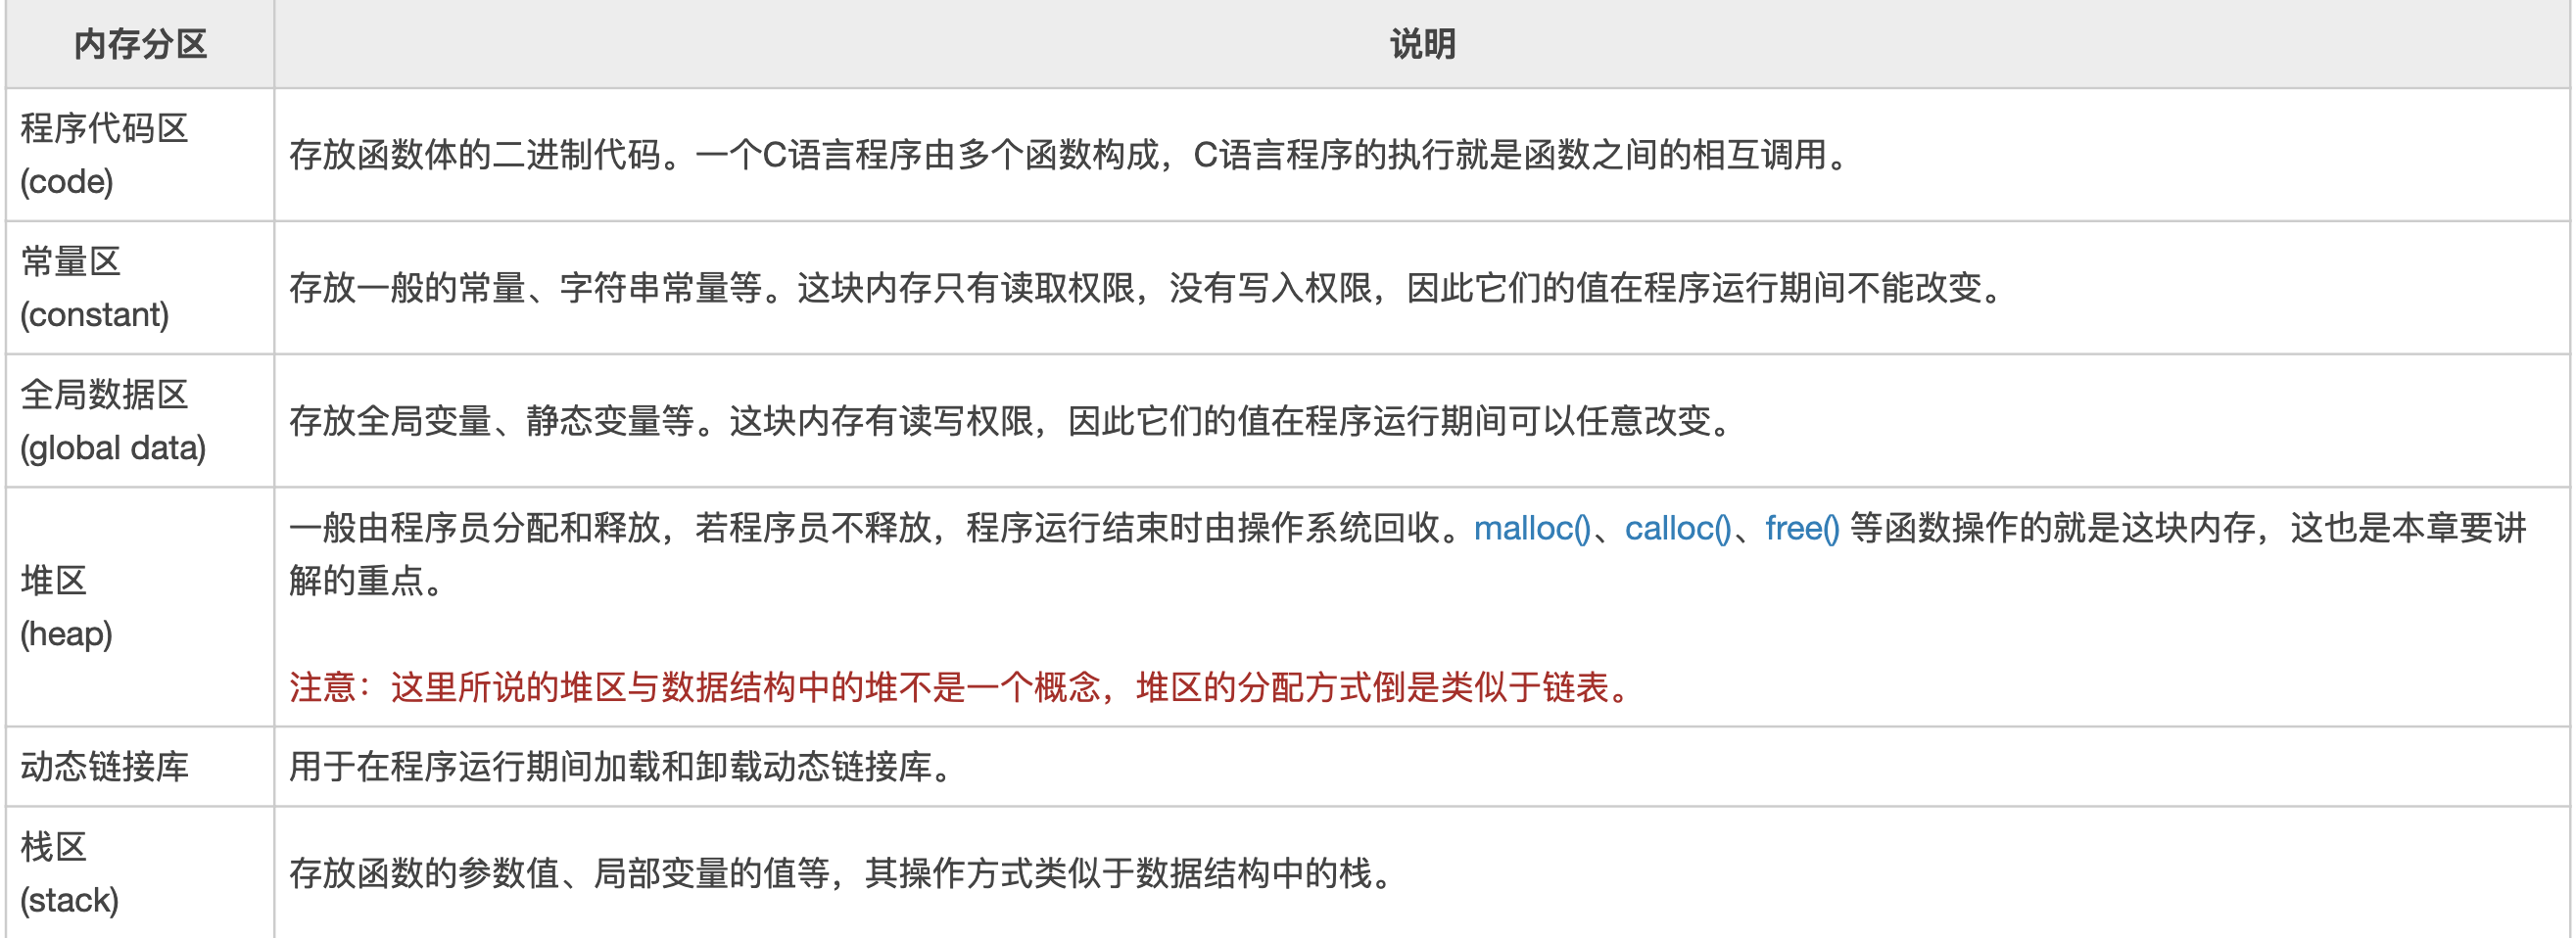 内存分区
说明
程序代码区
(code)
存放函数体的二进制代码。一个C语言程序由多个函数构成，C语言程序的执行就是函数之间的相互调用。
常量区
(constant)
存放一般的常量、字符串常量等。这块内存只有读取权限，没有写入权限，因此它们的值在程序运行期间不能改变。
全局数据区
(global data)
存放全局变量、静态变量等。这块内存有读写权限，因此它们的值在程序运行期间可以任意改变。
堆区
(heap)
一般由程序员分配和释放，若程序员不释放，程序运行结束时由操作系统回收。malloc()、calloc()、free() 等函数操作的就是这块内存，这也是本章要讲
解的重点。
注意：这里所说的堆区与数据结构中的堆不是一个概念，堆区的分配方式倒是类似于链表。
动态链接库
用于在程序运行期间加载和卸载动态链接库。
栈区
(stack)
存放函数的参数值、局部变量的值等，其操作方式类似于数据结构中的栈。